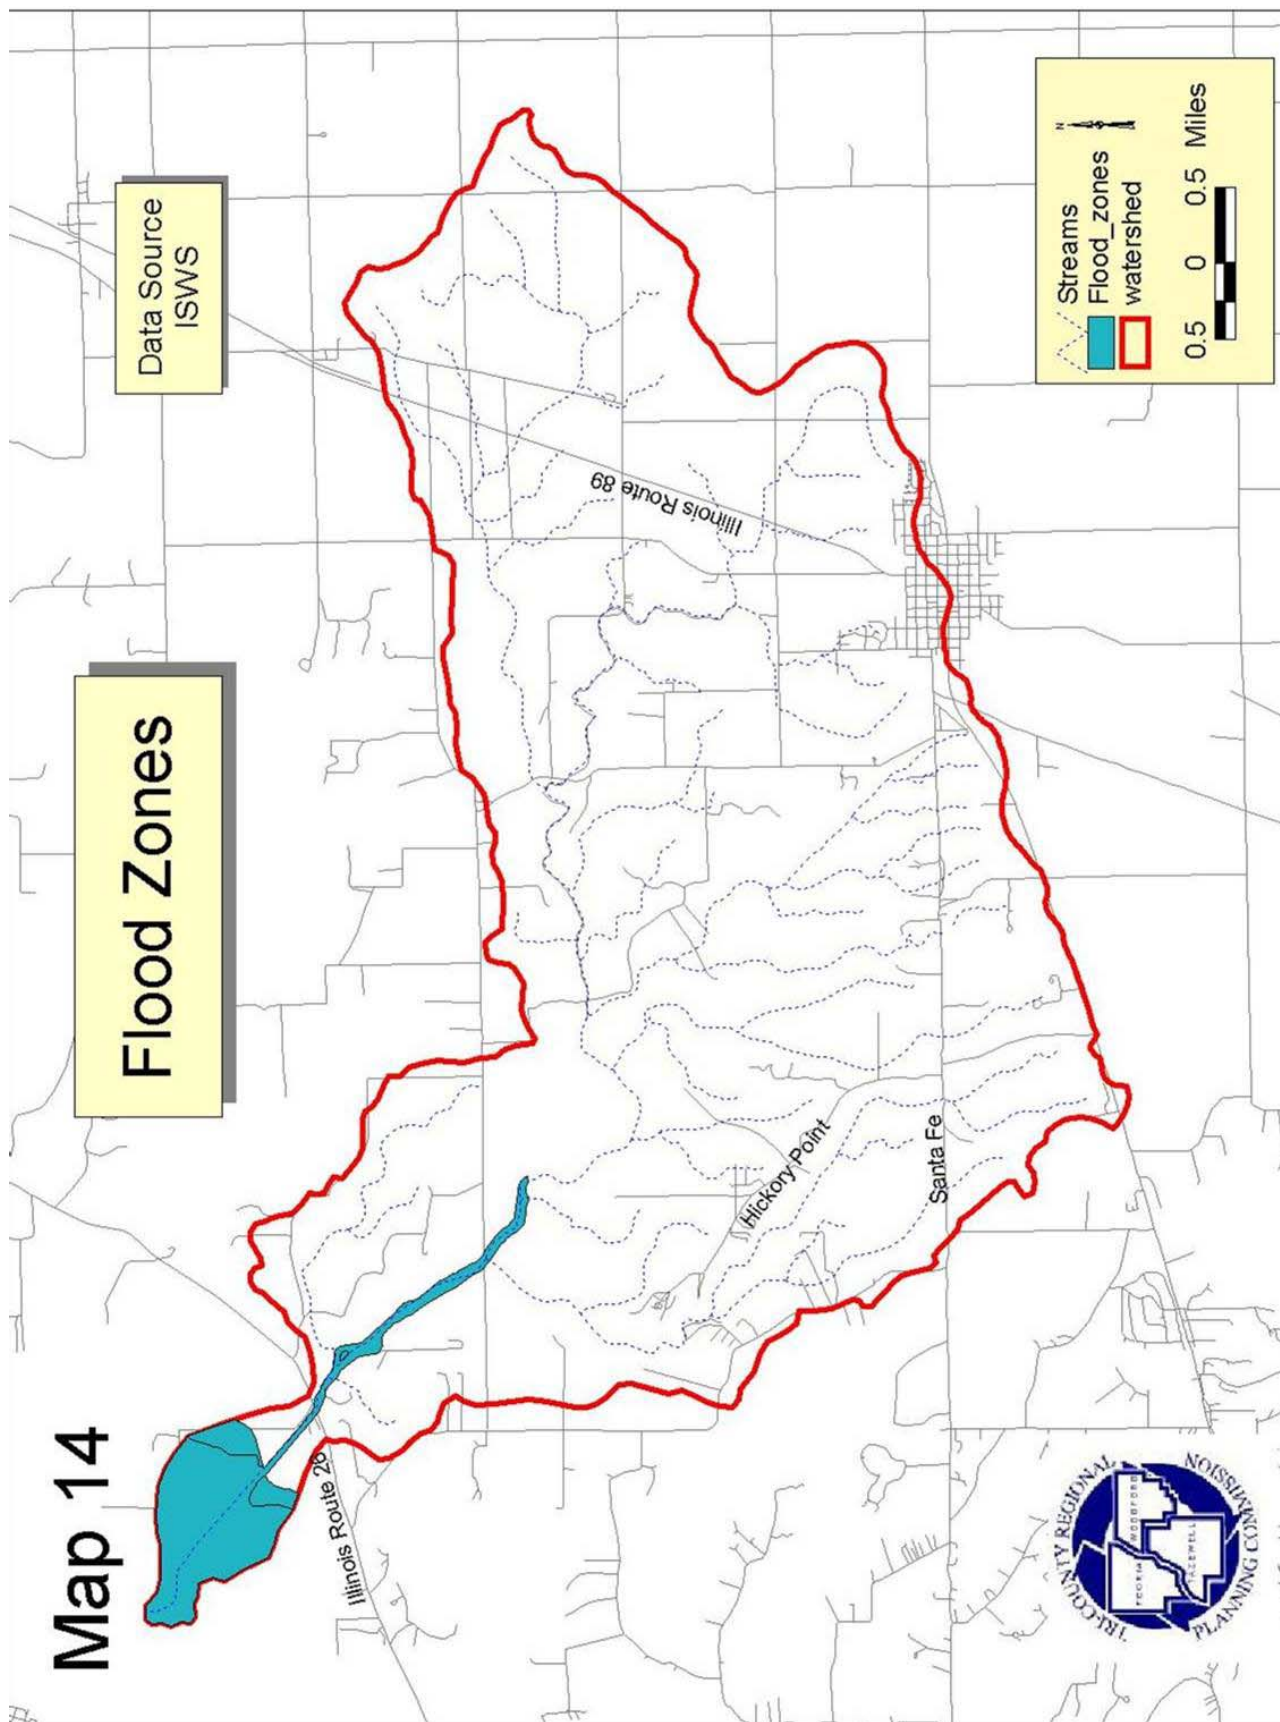 Map 14
Flood Zones
Data Source
ISWS
Illinois Route 26
Illinois Route 89
Hickory Point
Santa Fe
Streams
Flood_zones
watershed
N
0.5 0 0.5 Miles
TRI-COUNTY REGIONAL
PLANNING COMMISSION
PEORIA
WOODFORD
TAZEWELL